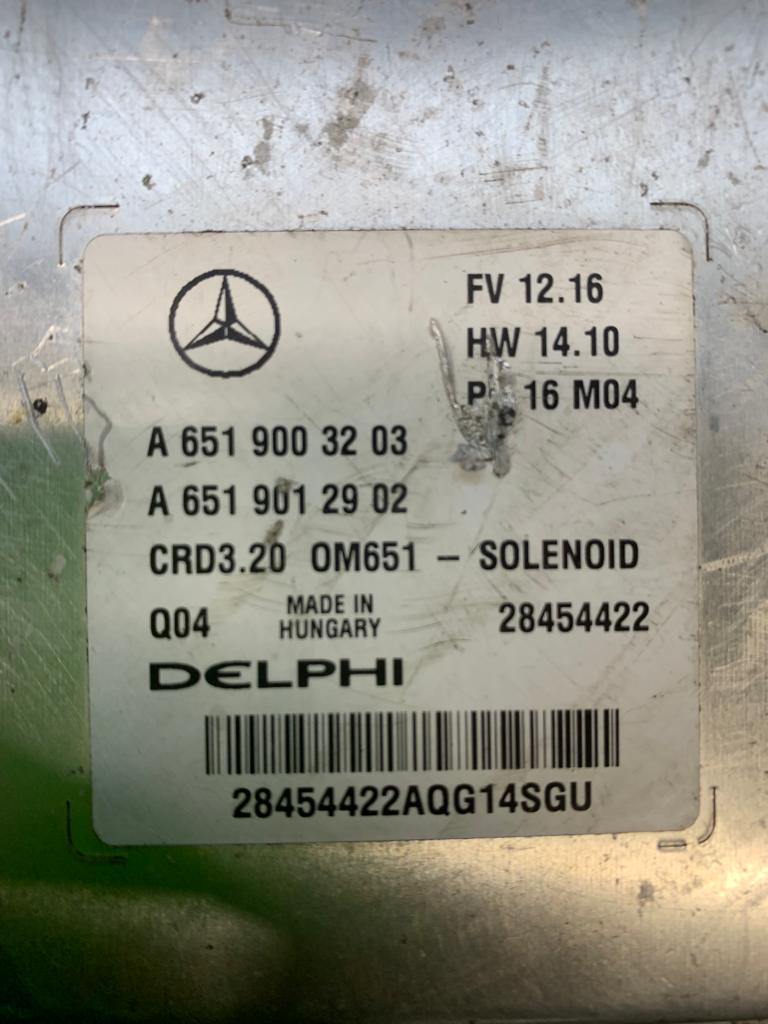 FV 12.16
HW 14.10
16 M04
A 651 900 32 03
A 651 901 29 02
CRD3.20 OM651 – SOLENOID
Q04 MADE IN HUNGARY 28454422
DELPHI
28454422AQG14SGU